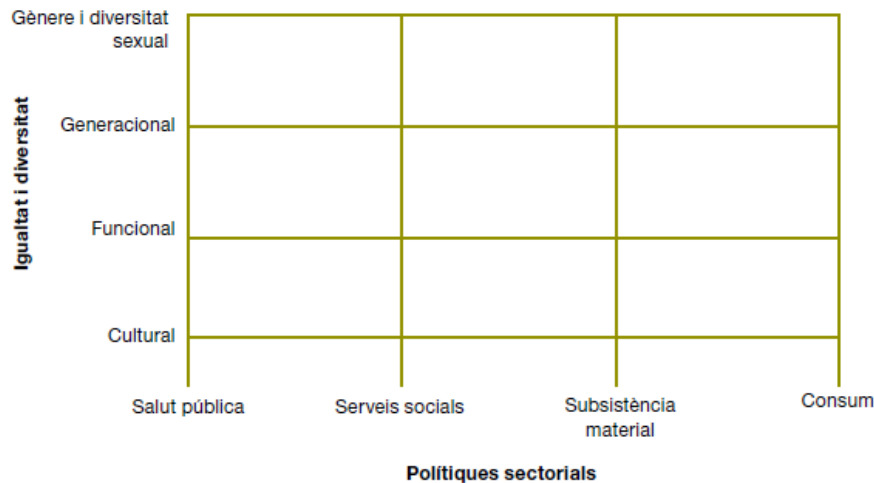 Gènere i diversitat
sexual
Generacional
Funcional
Cultural
Igualtat i diversitat
Salut pública
Serveis socials
Subsistència
material
Consum
Polítiques sectorials